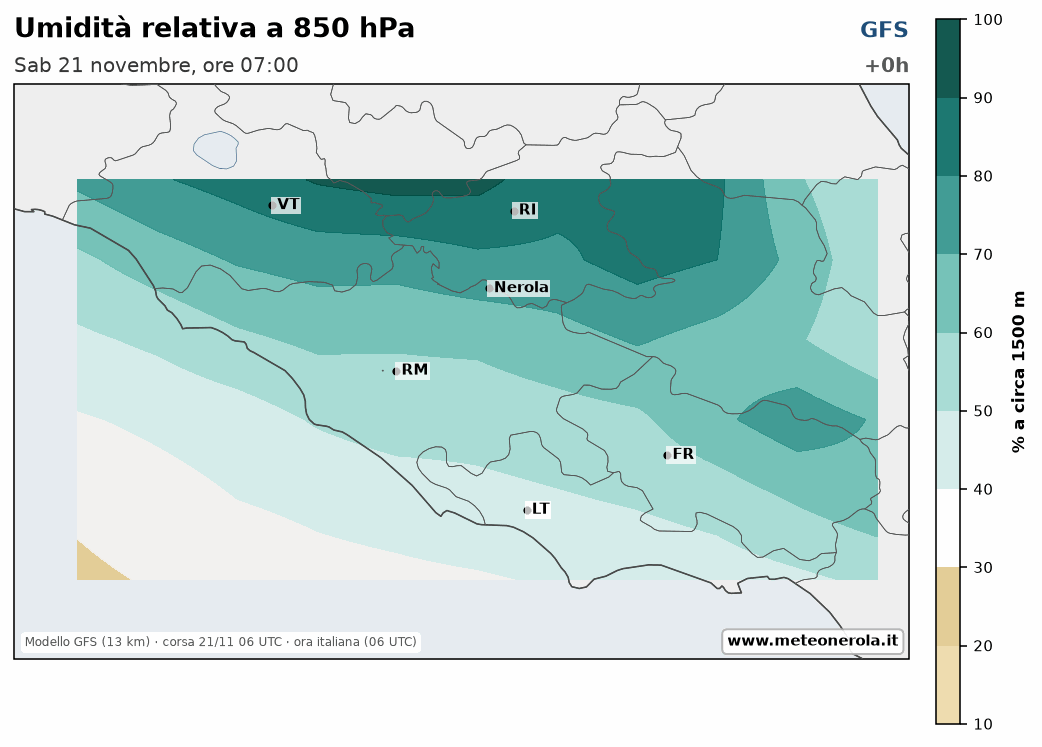 Umidità relativa a 850 hPa
GFS
Sab 21 novembre, ore 07:00
+0h
VT
RI
Nerola
RM
FR
LT
Modello GFS (13 km) · corsa 21/11 06 UTC · ora italiana (06 UTC)
www.meteonerola.it
100
90
80
70
60
50
40
30
20
10
% a circa 1500 m